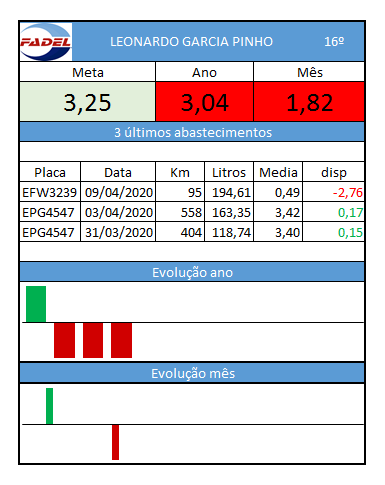 FADEL
LEONARDO GARCIA PINHO 16º
Meta Ano Mês
3,25 3,04 1,82
3 últimos abastecimentos
Placa Data Km Litros Media disp
EFW3239 09/04/2020 95 194,61 0,49 -2,76
EPG4547 03/04/2020 558 163,35 3,42 0,17
EPG4547 31/03/2020 404 118,74 3,40 0,15
Evolução ano
Evolução mês